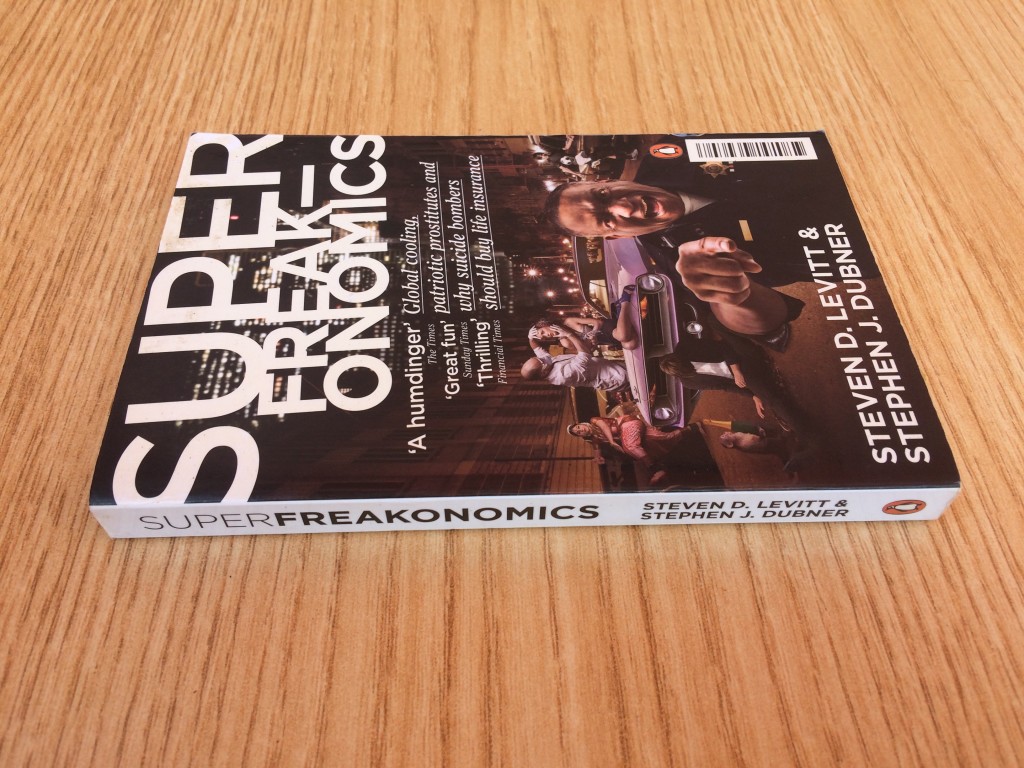 SUPER
FREAK–
ONOMICS
Global cooling,
patriotic prostitutes and
why suicide bombers
should buy life insurance
‘A humdinger’
The Times
‘Great fun’
Sunday Times
‘Thrilling’
Financial Times
STEVEN D. LEVITT &
STEPHEN J. DUBNER
SUPERFREAKONOMICS
STEVEN D. LEVITT &
STEPHEN J. DUBNER